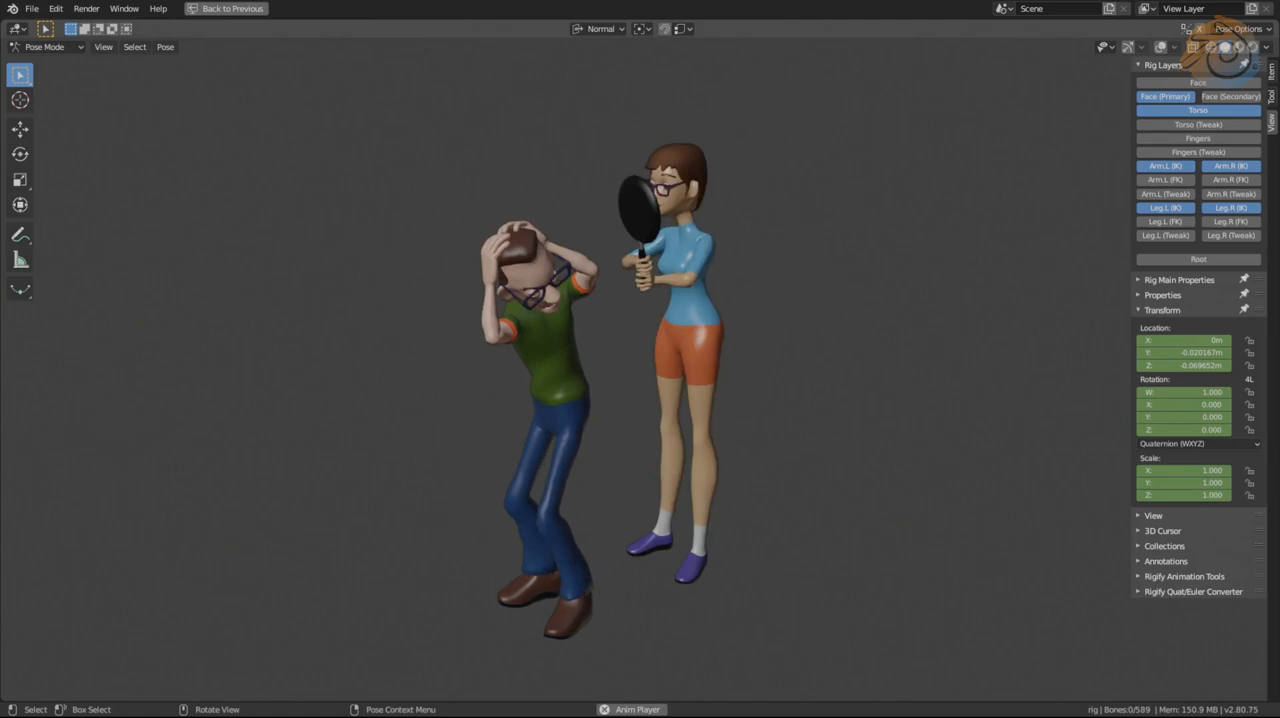 File Edit Render Window Help Back to Previous Scene View Layer
Normal Pose Options
Pose Mode View Select Pose
Rig Layers
Face
Face (Primary) Face (Secondary)
Torso
Torso (Tweak)
Fingers
Fingers (Tweak)
Arm.L (IK) Arm.R (IK)
Arm.L (FK) Arm.R (FK)
Arm.L (Tweak) Arm.R (Tweak)
Leg.L (IK) Leg.R (IK)
Leg.L (FK) Leg.R (FK)
Leg.L (Tweak) Leg.R (Tweak)
Root
Rig Main Properties
Properties
Transform
Location:
X: 0m
Y: -0.020167m
Z: -0.069652m
Rotation: 4L
W: 1.000
X: 0.000
Y: 0.000
Z: 0.000
Quaternion (WXYZ)
Scale:
X: 1.000
Y: 1.000
Z: 1.000
View
3D Cursor
Collections
Annotations
Rigify Animation Tools
Rigify Quat/Euler Converter
Item
Tool
View
Select Box Select Rotate View Pose Context Menu Anim Player rig | Bones:0/589 | Mem: 150.9 MB | v2.80.75